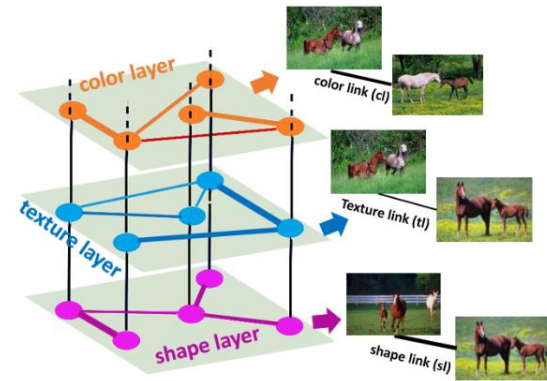 color layer
color link (cl)
texture layer
Texture link (tl)
shape layer
shape link (sl)